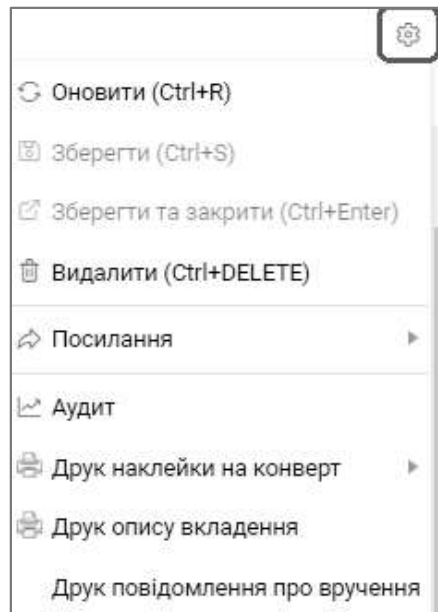 Оновити (Ctrl+R)
Зберегти (Ctrl+S)
Зберегти та закрити (Ctrl+Enter)
Видалити (Ctrl+DELETE)
Посилання
Аудит
Друк наклейки на конверт
Друк опису вкладення
Друк повідомлення про вручення